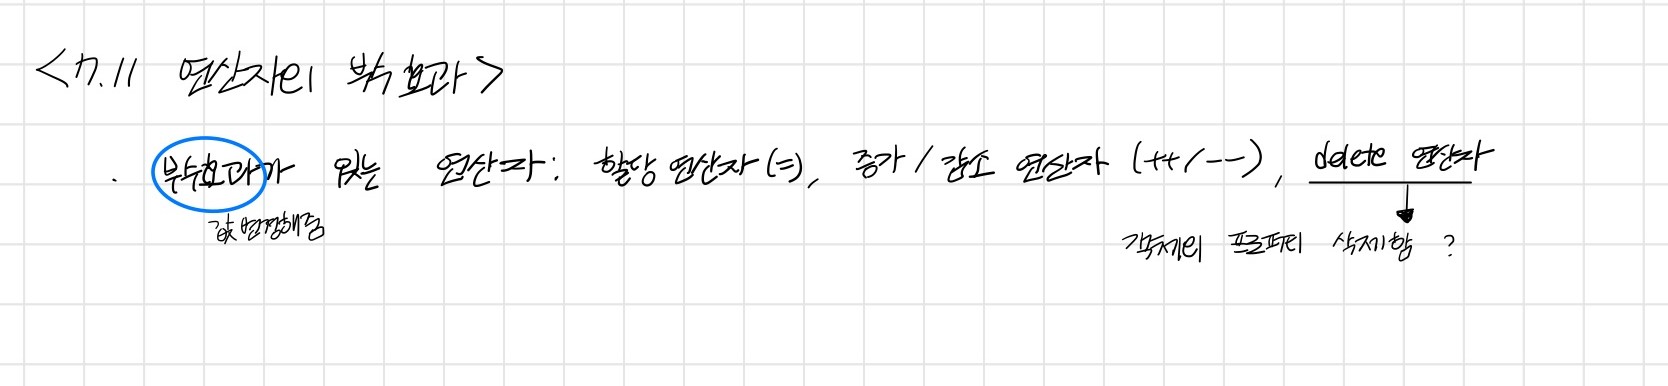 <7.11 연산자의 부수 효과>
· 부수효과가 있는 연산자: 할당 연산자 (=), 증가 / 감소 연산자 (++/--), delete 연산자
값 변경해줌
객체의 프로퍼티 삭제함 ?